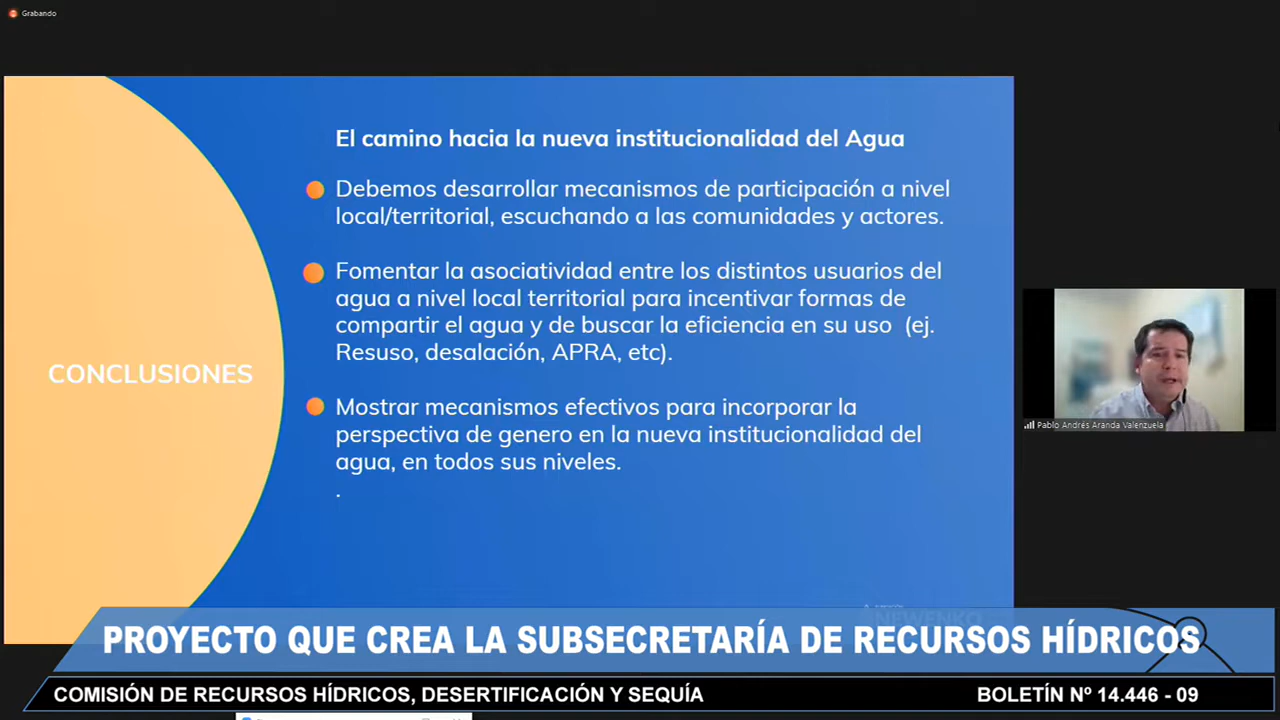 Grabando
El camino hacia la nueva institucionalidad del Agua
Debemos desarrollar mecanismos de participación a nivel
local/territorial, escuchando a las comunidades y actores.
Fomentar la asociatividad entre los distintos usuarios del
agua a nivel local territorial para incentivar formas de
compartir el agua y de buscar la eficiencia en su uso (ej.
Resuso, desalación, APRA, etc).
CONCLUSIONES
Mostrar mecanismos efectivos para incorporar la
perspectiva de genero en la nueva institucionalidad del
agua, en todos sus niveles.
.
Pablo Andrés Aranda Valenzuela
NEWENKO
PROYECTO QUE CREA LA SUBSECRETARÍA DE RECURSOS HÍDRICOS
COMISIÓN DE RECURSOS HÍDRICOS, DESERTIFICACIÓN Y SEQUÍA
BOLETÍN Nº 14.446 - 09